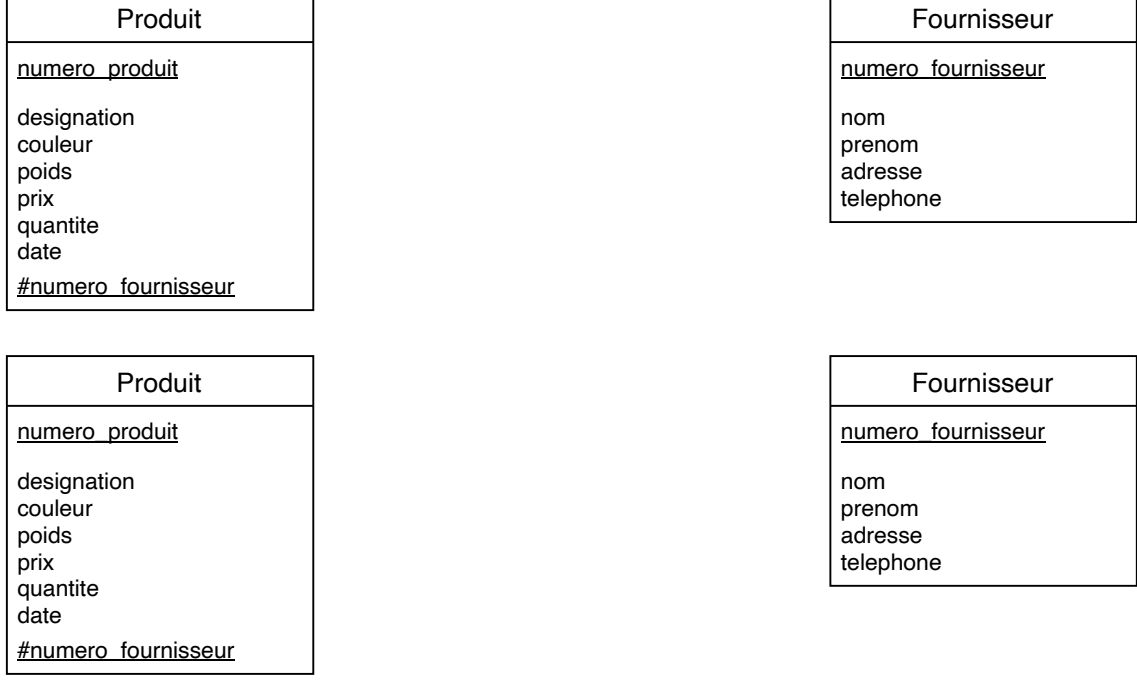 Produit
numero_produit
designation
couleur
poids
prix
quantite
date
#numero_fournisseur
Fournisseur
numero_fournisseur
nom
prenom
adresse
telephone
Produit
numero_produit
designation
couleur
poids
prix
quantite
date
#numero_fournisseur
Fournisseur
numero_fournisseur
nom
prenom
adresse
telephone